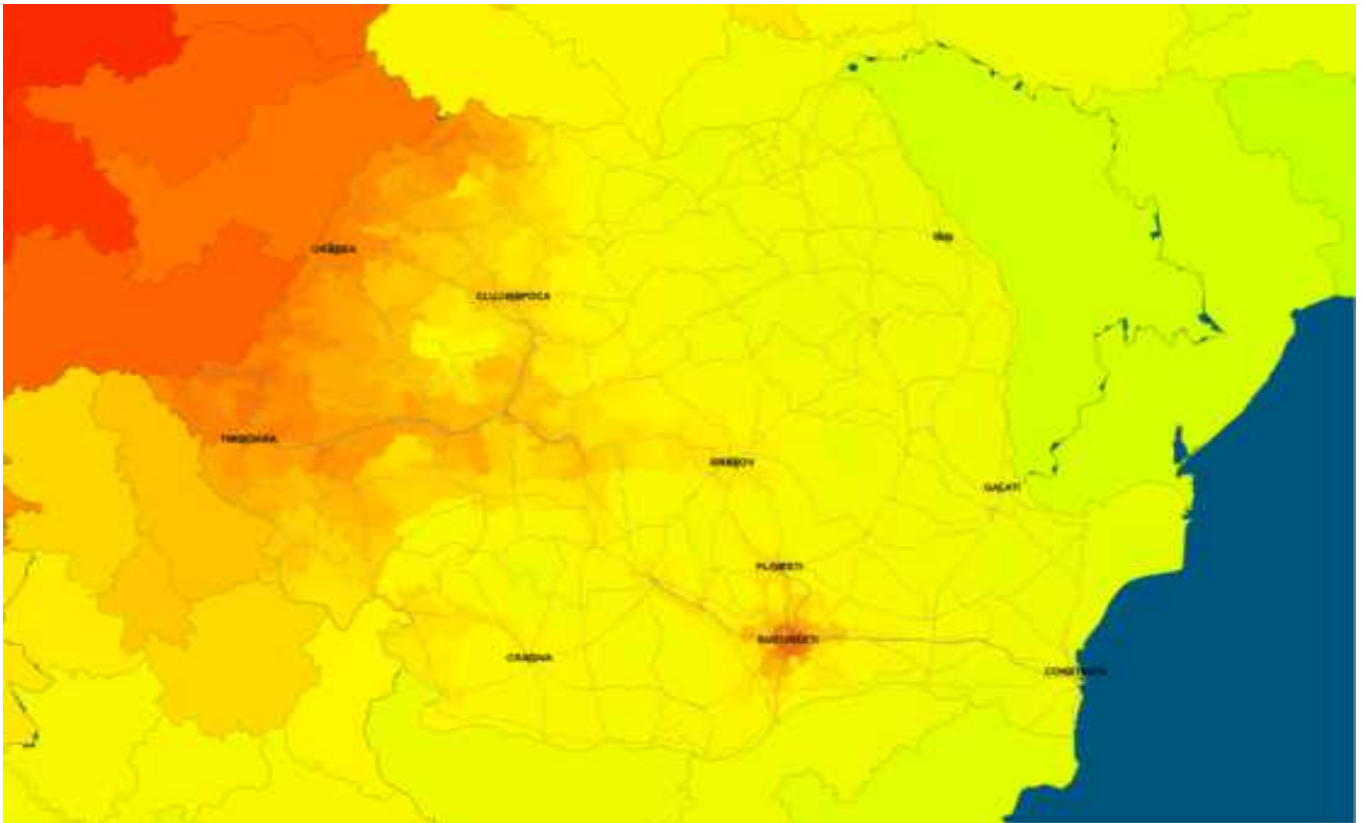 IAȘI
ORADEA
CLUJ-NAPOCA
TIMIȘOARA
BRAȘOV
GALAȚI
PLOIEȘTI
BUCUREȘTI
CRAIOVA
CONSTANȚA